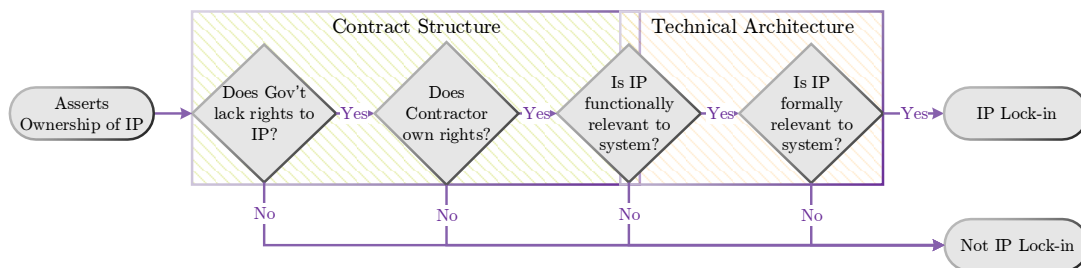 Contract Structure
Technical Architecture
Asserts
Ownership of IP
Does Gov't
lack rights to
IP?
Yes
Does
Contractor
own rights?
Yes
Is IP
functionally
relevant to
system?
Yes
Is IP
formally
relevant to
system?
Yes
IP Lock-in
No
No
No
No
Not IP Lock-in